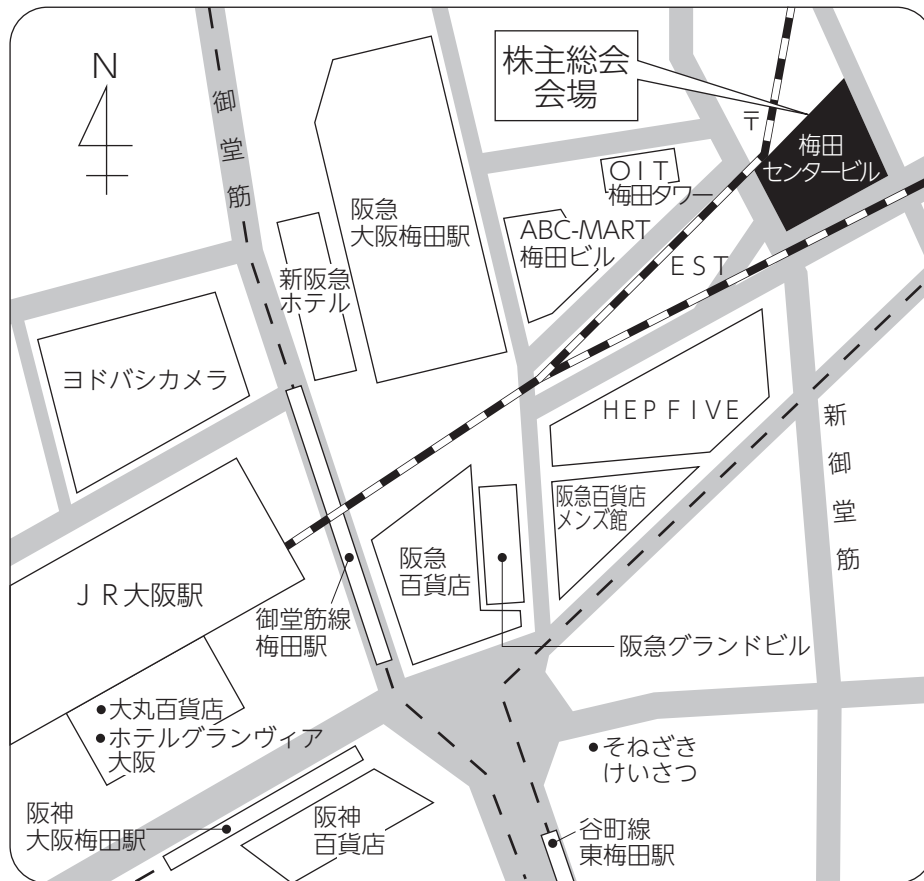 N
御堂筋
株主総会
会場
〒
梅田
センタービル
OIT
梅田タワー
阪急
大阪梅田駅
ABC-MART
梅田ビル
EST
新阪急
ホテル
ヨドバシカメラ
HEP FIVE
新御堂筋
阪急百貨店
メンズ館
阪急
百貨店
JR大阪駅
御堂筋線
梅田駅
阪急グランドビル
●大丸百貨店
●ホテルグランヴィア
大阪
●そねざき
けいさつ
阪神
大阪梅田駅
阪神
百貨店
谷町線
東梅田駅